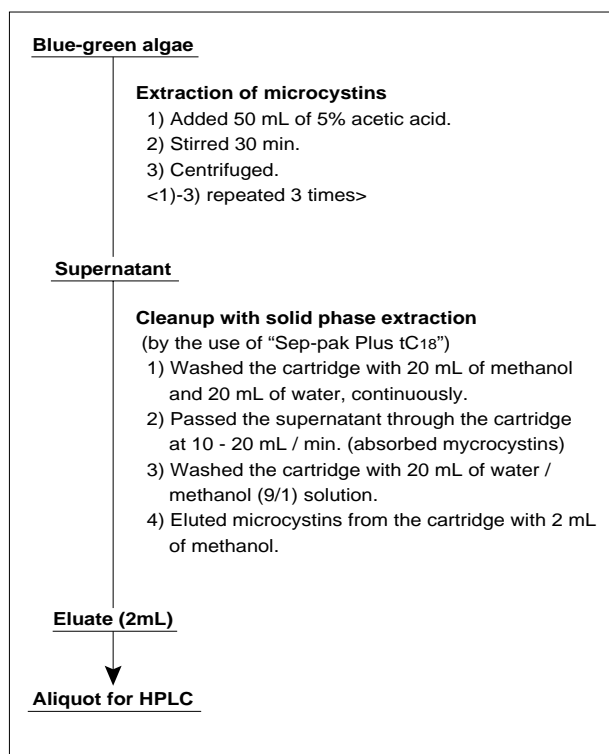 Blue-green algae
Extraction of microcystins
1) Added 50 mL of 5% acetic acid.
2) Stirred 30 min.
3) Centrifuged.
<1)-3) repeated 3 times>
Supernatant
Cleanup with solid phase extraction
(by the use of “Sep-pak Plus tC18”)
1) Washed the cartridge with 20 mL of methanol
and 20 mL of water, continuously.
2) Passed the supernatant through the cartridge
at 10 - 20 mL / min. (absorbed mycrocystins)
3) Washed the cartridge with 20 mL of water /
methanol (9/1) solution.
4) Eluted microcystins from the cartridge with 2 mL
of methanol.
Eluate (2mL)
Aliquot for HPLC